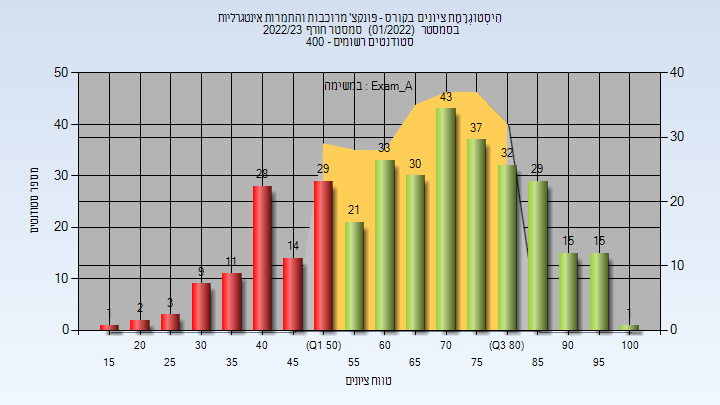 הִיסְטוֹגְרָמַת ציונים בקורס - פונקצ' מרוכבות והתמרות אינטגרליות
בסמסטר (01/2022) סמסטר חורף 2022/23
סטודנטים רשומים - 400
במשימה : Exam_A
50 40
40 30
30 20
20 10
10 0
0
1 2 3 9 11 28 14 29 21 33 30 43 37 32 29 15 15 1
מספר סטודנטים
20 30 40 (Q1 50) 60 70 (Q3 80) 90 100
15 25 35 45 55 65 75 85 95
טווח ציונים